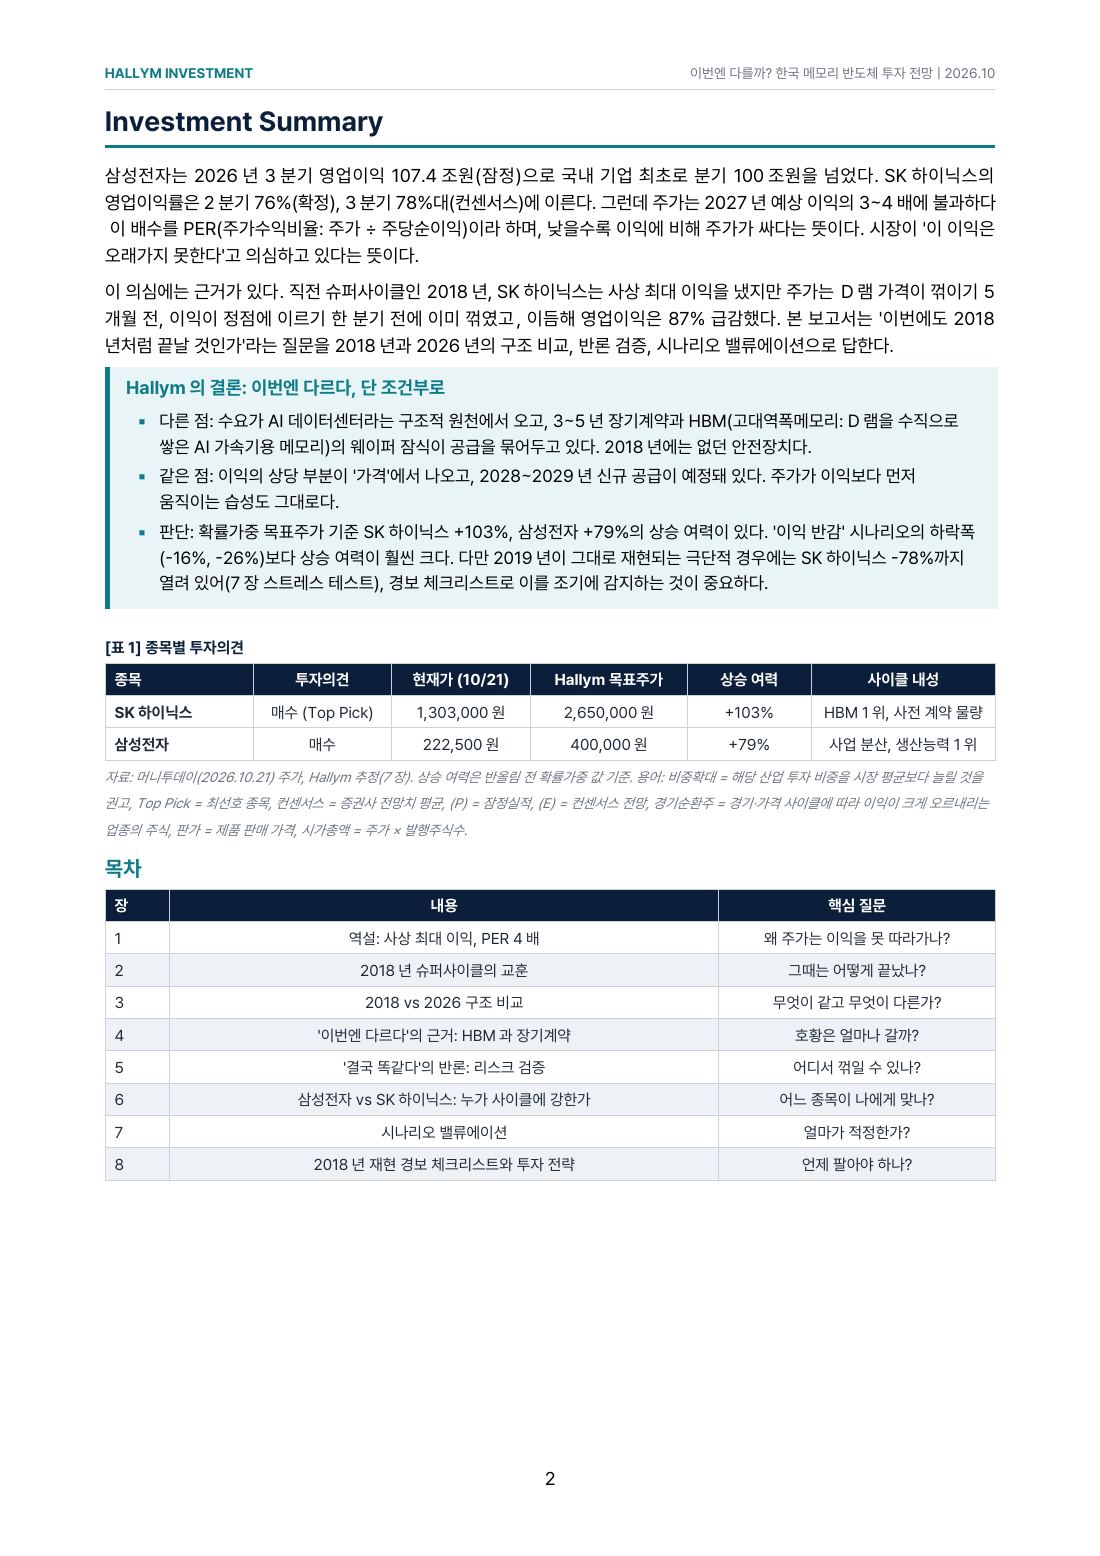 HALLYM INVESTMENT
이번엔 다를까? 한국 메모리 반도체 투자 전망 | 2026.10
Investment Summary
삼성전자는 2026 년 3 분기 영업이익 107.4 조원(잠정)으로 국내 기업 최초로 분기 100 조원을 넘었다. SK 하이닉스의
영업이익률은 2 분기 76%(확정), 3 분기 78%대(컨센서스)에 이른다. 그런데 주가는 2027 년 예상 이익의 3~4 배에 불과하다
이 배수를 PER(주가수익비율: 주가 ÷ 주당순이익)이라 하며, 낮을수록 이익에 비해 주가가 싸다는 뜻이다. 시장이 '이 이익은
오래가지 못한다'고 의심하고 있다는 뜻이다.
이 의심에는 근거가 있다. 직전 슈퍼사이클인 2018 년, SK 하이닉스는 사상 최대 이익을 냈지만 주가는 D 램 가격이 꺾이기 5
개월 전, 이익이 정점에 이르기 한 분기 전에 이미 꺾였고, 이듬해 영업이익은 87% 급감했다. 본 보고서는 '이번에도 2018
년처럼 끝날 것인가'라는 질문을 2018 년과 2026 년의 구조 비교, 반론 검증, 시나리오 밸류에이션으로 답한다.
Hallym 의 결론: 이번엔 다르다, 단 조건부로
▪ 다른 점: 수요가 AI 데이터센터라는 구조적 원천에서 오고, 3~5 년 장기계약과 HBM(고대역폭메모리: D 램을 수직으로
쌓은 AI 가속기용 메모리)의 웨이퍼 잠식이 공급을 묶어두고 있다. 2018 년에는 없던 안전장치다.
▪ 같은 점: 이익의 상당 부분이 '가격'에서 나오고, 2028~2029 년 신규 공급이 예정돼 있다. 주가가 이익보다 먼저
움직이는 습성도 그대로다.
▪ 판단: 확률가중 목표주가 기준 SK 하이닉스 +103%, 삼성전자 +79%의 상승 여력이 있다. '이익 반감' 시나리오의 하락폭
(-16%, -26%)보다 상승 여력이 훨씬 크다. 다만 2019 년이 그대로 재현되는 극단적 경우에는 SK 하이닉스 -78%까지
열려 있어(7 장 스트레스 테스트), 경보 체크리스트로 이를 조기에 감지하는 것이 중요하다.
[표 1] 종목별 투자의견
종목 투자의견 현재가 (10/21) Hallym 목표주가 상승 여력 사이클 내성
SK 하이닉스 매수 (Top Pick) 1,303,000 원 2,650,000 원 +103% HBM 1 위, 사전 계약 물량
삼성전자 매수 222,500 원 400,000 원 +79% 사업 분산, 생산능력 1 위
자료: 머니투데이(2026.10.21) 주가, Hallym 추정(7 장). 상승 여력은 반올림 전 확률가중 값 기준. 용어: 비중확대 = 해당 산업 투자 비중을 시장 평균보다 늘릴 것을
권고, Top Pick = 최선호 종목, 컨센서스 = 증권사 전망치 평균, (P) = 잠정실적, (E) = 컨센서스 전망, 경기순환주 = 경기·가격 사이클에 따라 이익이 크게 오르내리는
업종의 주식, 판가 = 제품 판매 가격, 시가총액 = 주가 × 발행주식수.
목차
장 내용 핵심 질문
1 역설: 사상 최대 이익, PER 4 배 왜 주가는 이익을 못 따라가나?
2 2018 년 슈퍼사이클의 교훈 그때는 어떻게 끝났나?
3 2018 vs 2026 구조 비교 무엇이 같고 무엇이 다른가?
4 '이번엔 다르다'의 근거: HBM 과 장기계약 호황은 얼마나 갈까?
5 '결국 똑같다'의 반론: 리스크 검증 어디서 꺾일 수 있나?
6 삼성전자 vs SK 하이닉스: 누가 사이클에 강한가 어느 종목이 나에게 맞나?
7 시나리오 밸류에이션 얼마가 적정한가?
8 2018 년 재현 경보 체크리스트와 투자 전략 언제 팔아야 하나?
2